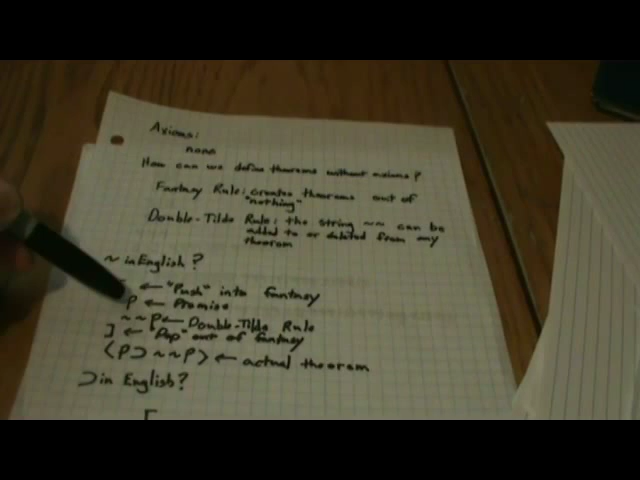 Axioms:
none
How can we define theorems without axioms?
Fantasy Rule: creates theorems out of
"nothing"
Double-Tilde Rule: the string ~~ can be
added to or deleted from any
theorem
~ in English?
[ ← "Push" into fantasy
P ← Premise
~~P ← Double-Tilde Rule
] ← "Pop" out of fantasy
<P⊃~~P> ← actual theorem
⊃ in English?
[